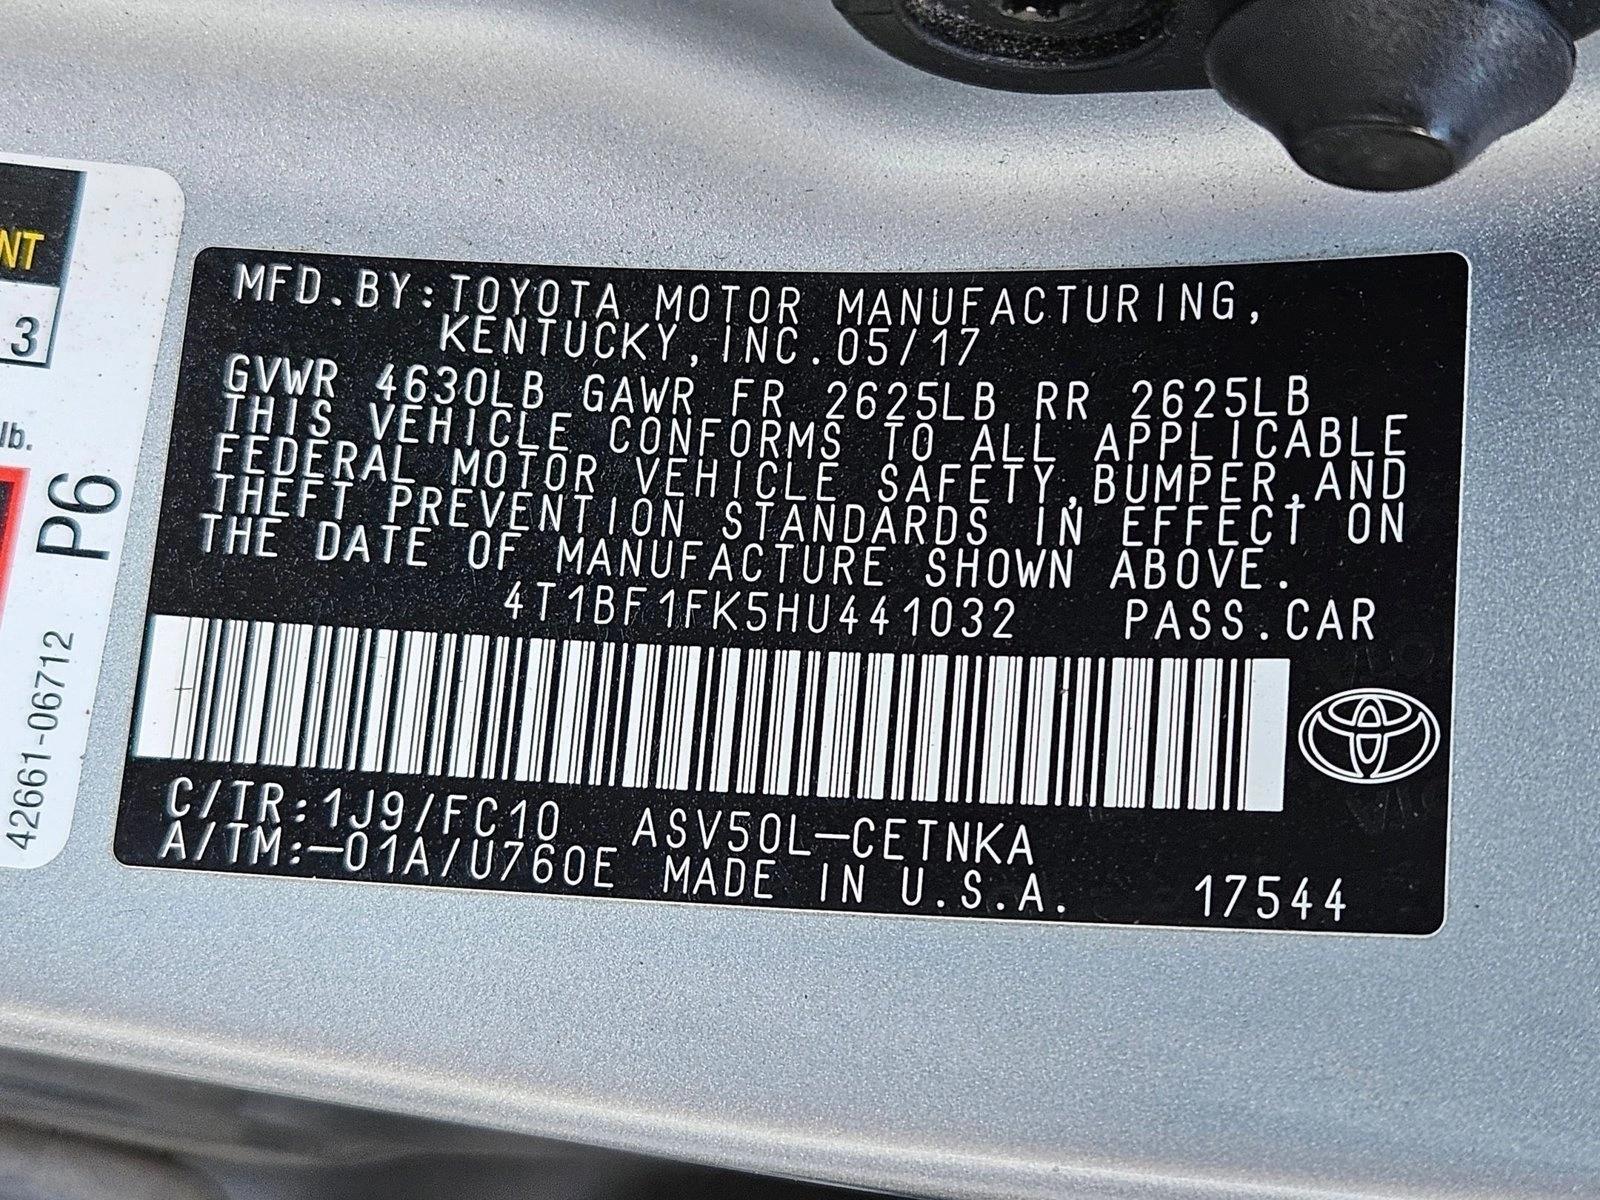 NT
3
lb.
P6
42661-06712
MFD.BY:TOYOTA MOTOR MANUFACTURING,
KENTUCKY,INC.05/17
GVWR 4630LB GAWR FR 2625LB RR 2625LB
THIS VEHICLE CONFORMS TO ALL APPLICABLE
FEDERAL MOTOR VEHICLE SAFETY,BUMPER,AND
THEFT PREVENTION STANDARDS IN EFFECT ON
THE DATE OF MANUFACTURE SHOWN ABOVE.
4T1BF1FK5HU441032 PASS.CAR
C/TR:1J9/FC10 ASV50L-CETNKA
A/TM:-01A/U760E MADE IN U.S.A. 17544